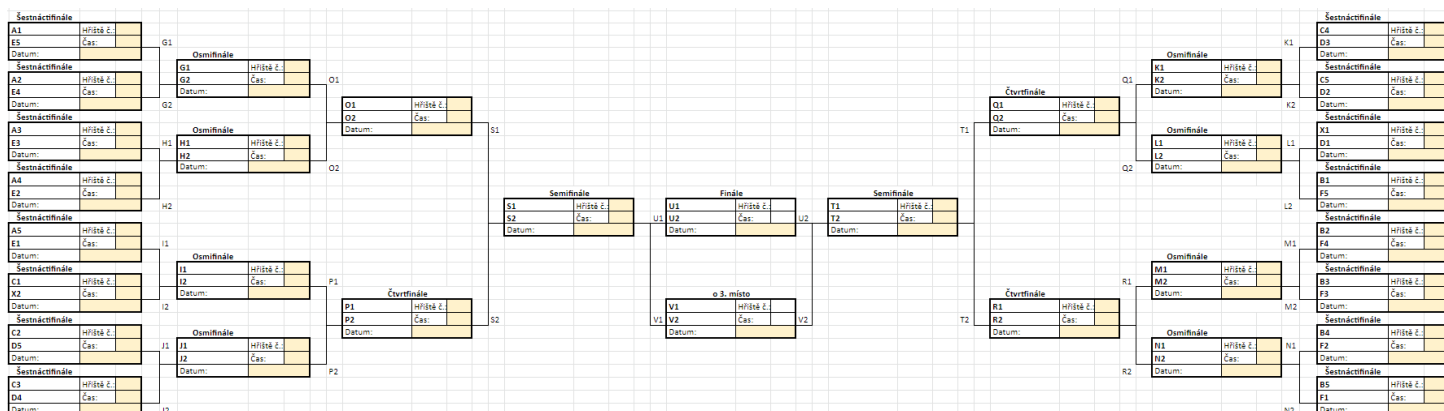 Šestnáctifinále
A1 Hřiště č.:
E5 Čas:
Datum:
Šestnáctifinále
A2 Hřiště č.:
E4 Čas:
Datum:
Šestnáctifinále
A3 Hřiště č.:
E3 Čas:
Datum:
Šestnáctifinále
A4 Hřiště č.:
E2 Čas:
Datum:
Šestnáctifinále
A5 Hřiště č.:
E1 Čas:
Datum:
Šestnáctifinále
C1 Hřiště č.:
X2 Čas:
Datum:
Šestnáctifinále
C2 Hřiště č.:
D5 Čas:
Datum:
Šestnáctifinále
C3 Hřiště č.:
D4 Čas:
Datum:
G1
G2
H1
H2
I1
I2
J1
J2
Osmifinále
G1 Hřiště č.:
G2 Čas:
Datum:
Osmifinále
H1 Hřiště č.:
H2 Čas:
Datum:
Osmifinále
I1 Hřiště č.:
I2 Čas:
Datum:
Osmifinále
J1 Hřiště č.:
J2 Čas:
Datum:
O1
O2
P1
P2
O1 Hřiště č.:
O2 Čas:
Datum:
Čtvrtfinále
P1 Hřiště č.:
P2 Čas:
Datum:
S1
S2
Semifinále
S1 Hřiště č.:
S2 Čas:
Datum:
U1
V1
Finále
U1 Hřiště č.:
U2 Čas:
Datum:
o 3. místo
V1 Hřiště č.:
V2 Čas:
Datum:
U2
V2
Semifinále
T1 Hřiště č.:
T2 Čas:
Datum:
T1
T2
Čtvrtfinále
Q1 Hřiště č.:
Q2 Čas:
Datum:
Čtvrtfinále
R1 Hřiště č.:
R2 Čas:
Datum:
Q1
Q2
R1
R2
Osmifinále
K1 Hřiště č.:
K2 Čas:
Datum:
Osmifinále
L1 Hřiště č.:
L2 Čas:
Datum:
Osmifinále
M1 Hřiště č.:
M2 Čas:
Datum:
Osmifinále
N1 Hřiště č.:
N2 Čas:
Datum:
K1
K2
L1
L2
M1
M2
N1
N2
Šestnáctifinále
C4 Hřiště č.:
D3 Čas:
Datum:
Šestnáctifinále
C5 Hřiště č.:
D2 Čas:
Datum:
Šestnáctifinále
X1 Hřiště č.:
D1 Čas:
Datum:
Šestnáctifinále
B1 Hřiště č.:
F5 Čas:
Datum:
Šestnáctifinále
B2 Hřiště č.:
F4 Čas:
Datum:
Šestnáctifinále
B3 Hřiště č.:
F3 Čas:
Datum:
Šestnáctifinále
B4 Hřiště č.:
F2 Čas:
Datum:
Šestnáctifinále
B5 Hřiště č.:
F1 Čas:
Datum: